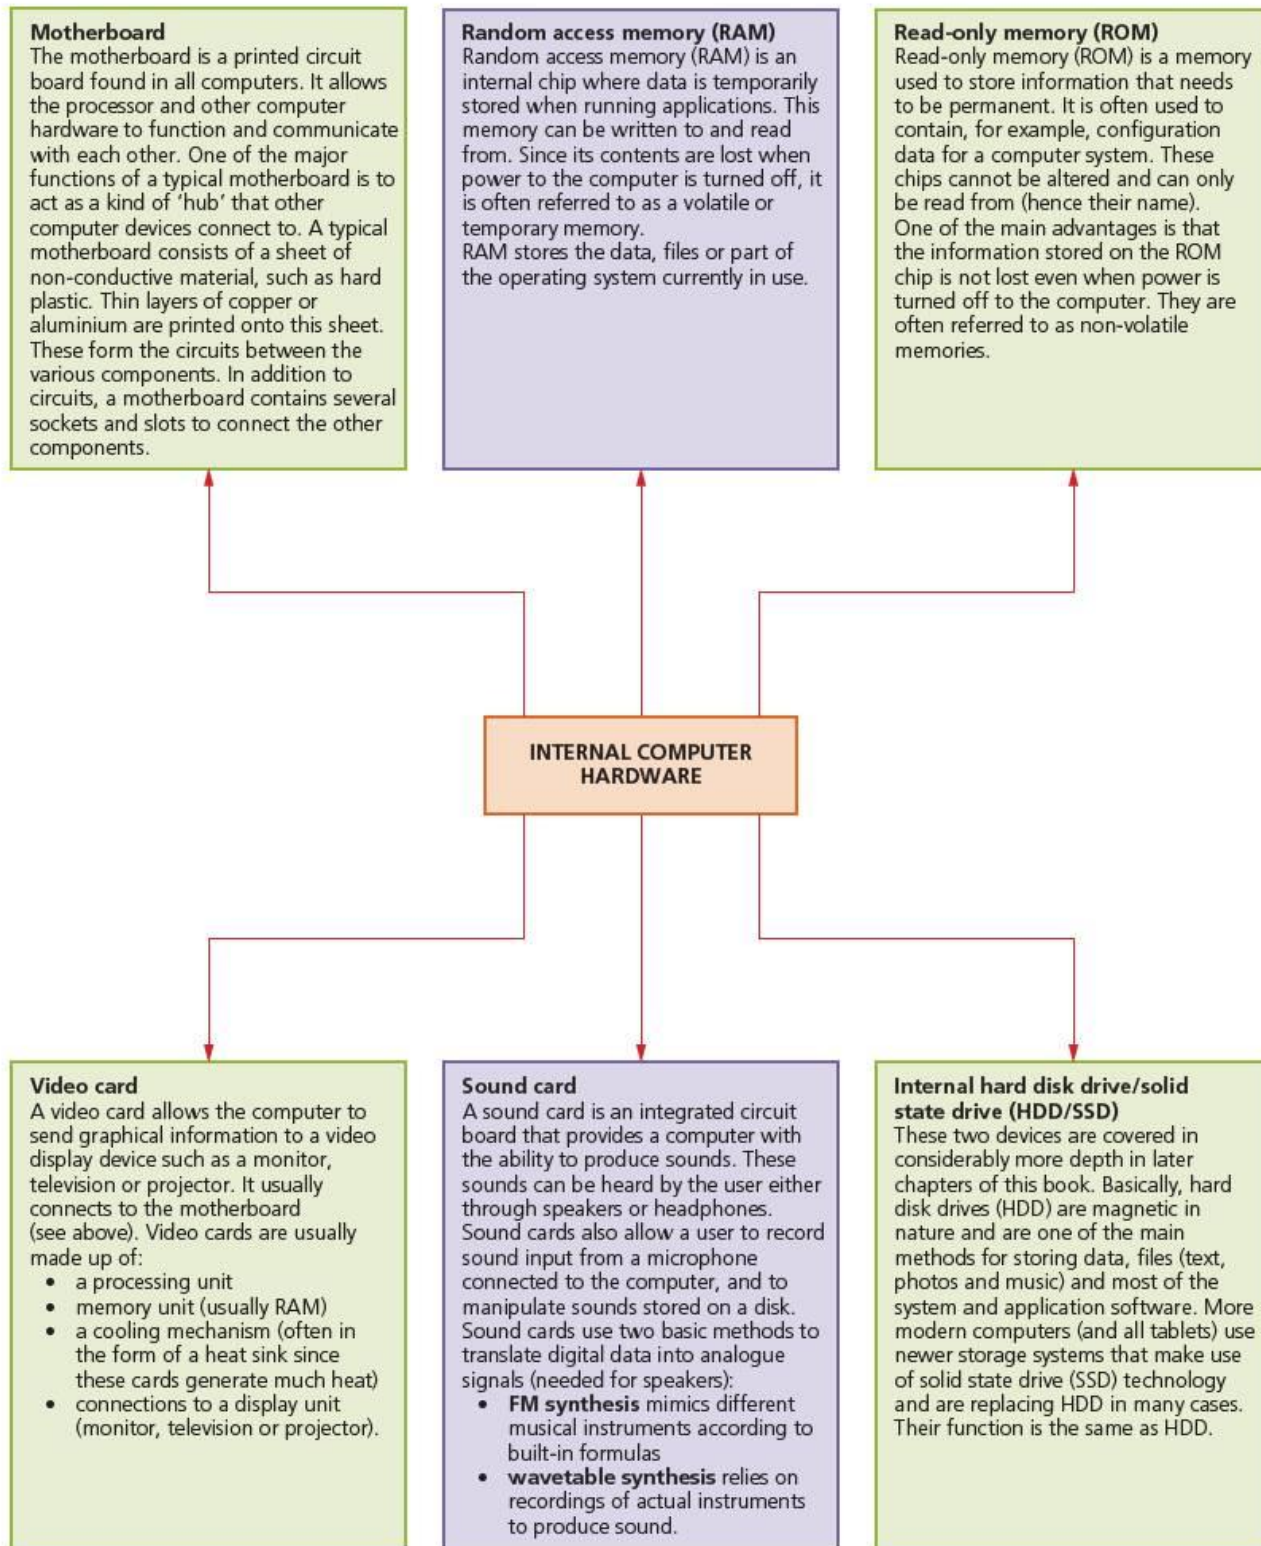 Motherboard
The motherboard is a printed circuit
board found in all computers. It allows
the processor and other computer
hardware to function and communicate
with each other. One of the major
functions of a typical motherboard is to
act as a kind of ‘hub’ that other
computer devices connect to. A typical
motherboard consists of a sheet of
non-conductive material, such as hard
plastic. Thin layers of copper or
aluminium are printed onto this sheet.
These form the circuits between the
various components. In addition to
circuits, a motherboard contains several
sockets and slots to connect the other
components.
Random access memory (RAM)
Random access memory (RAM) is an
internal chip where data is temporarily
stored when running applications. This
memory can be written to and read
from. Since its contents are lost when
power to the computer is turned off, it
is often referred to as a volatile or
temporary memory.
RAM stores the data, files or part of
the operating system currently in use.
Read-only memory (ROM)
Read-only memory (ROM) is a memory
used to store information that needs
to be permanent. It is often used to
contain, for example, configuration
data for a computer system. These
chips cannot be altered and can only
be read from (hence their name).
One of the main advantages is that
the information stored on the ROM
chip is not lost even when power is
turned off to the computer. They are
often referred to as non-volatile
memories.
INTERNAL COMPUTER
HARDWARE
Video card
A video card allows the computer to
send graphical information to a video
display device such as a monitor,
television or projector. It usually
connects to the motherboard
(see above). Video cards are usually
made up of:
• a processing unit
• memory unit (usually RAM)
• a cooling mechanism (often in
the form of a heat sink since
these cards generate much heat)
• connections to a display unit
(monitor, television or projector).
Sound card
A sound card is an integrated circuit
board that provides a computer with
the ability to produce sounds. These
sounds can be heard by the user either
through speakers or headphones.
Sound cards also allow a user to record
sound input from a microphone
connected to the computer, and to
manipulate sounds stored on a disk.
Sound cards use two basic methods to
translate digital data into analogue
signals (needed for speakers):
• FM synthesis mimics different
musical instruments according to
built-in formulas
• wavetable synthesis relies on
recordings of actual instruments
to produce sound.
Internal hard disk drive/solid
state drive (HDD/SSD)
These two devices are covered in
considerably more depth in later
chapters of this book. Basically, hard
disk drives (HDD) are magnetic in
nature and are one of the main
methods for storing data, files (text,
photos and music) and most of the
system and application software. More
modern computers (and all tablets) use
newer storage systems that make use
of solid state drive (SSD) technology
and are replacing HDD in many cases.
Their function is the same as HDD.